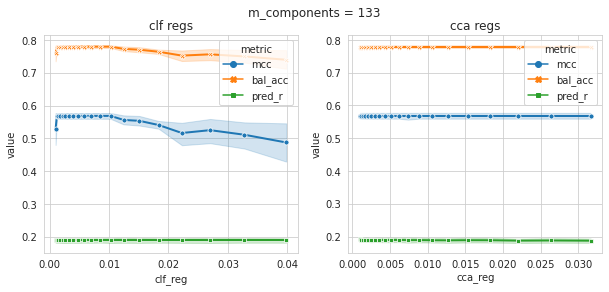 m_components = 133
clf regs
value
0.8
0.7
0.6
0.5
0.4
0.3
0.2
metric
mcc
bal_acc
pred_r
0.00
0.01
0.02
0.03
0.04
clf_reg
cca regs
value
0.8
0.7
0.6
0.5
0.4
0.3
0.2
metric
mcc
bal_acc
pred_r
0.000
0.005
0.010
0.015
0.020
0.025
0.030
cca_reg